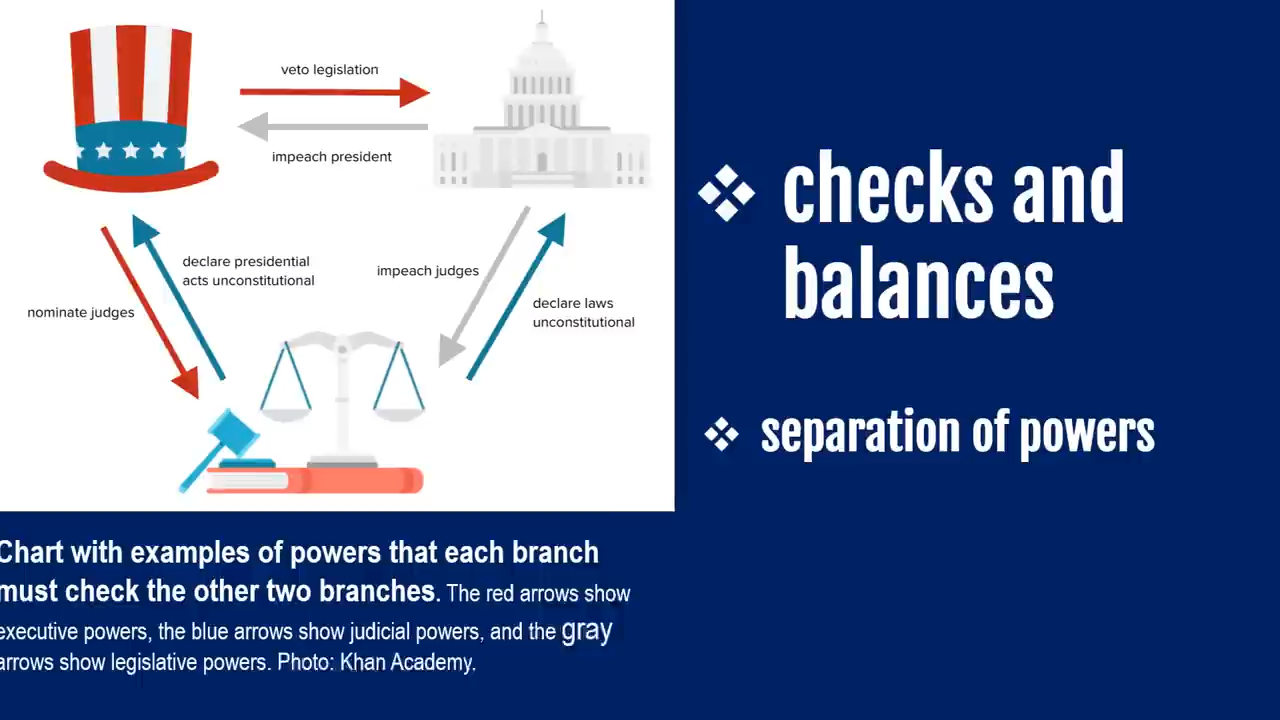 veto legislation
impeach president
declare presidential
acts unconstitutional
impeach judges
nominate judges
declare laws
unconstitutional
checks and
balances
separation of powers
Chart with examples of powers that each branch
must check the other two branches. The red arrows show
executive powers, the blue arrows show judicial powers, and the gray
arrows show legislative powers. Photo: Khan Academy.